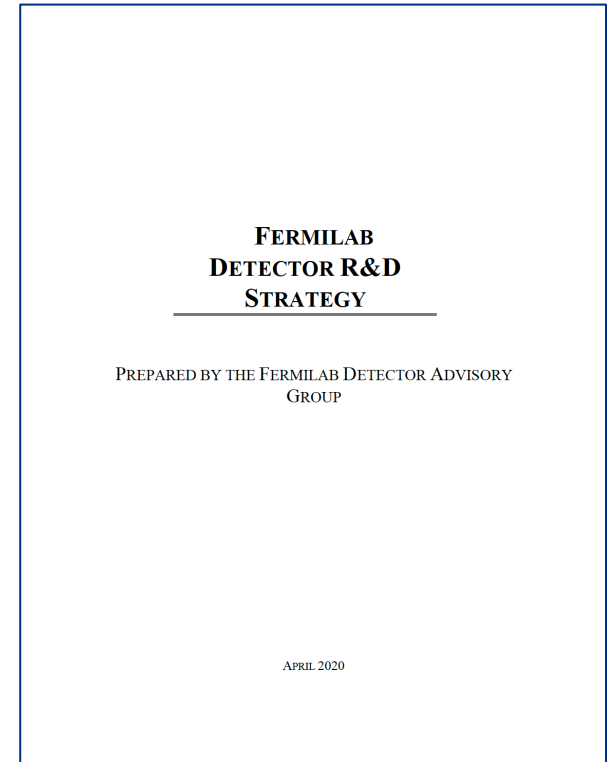 FERMILAB
DETECTOR R&D
STRATEGY
PREPARED BY THE FERMILAB DETECTOR ADVISORY
GROUP
APRIL 2020